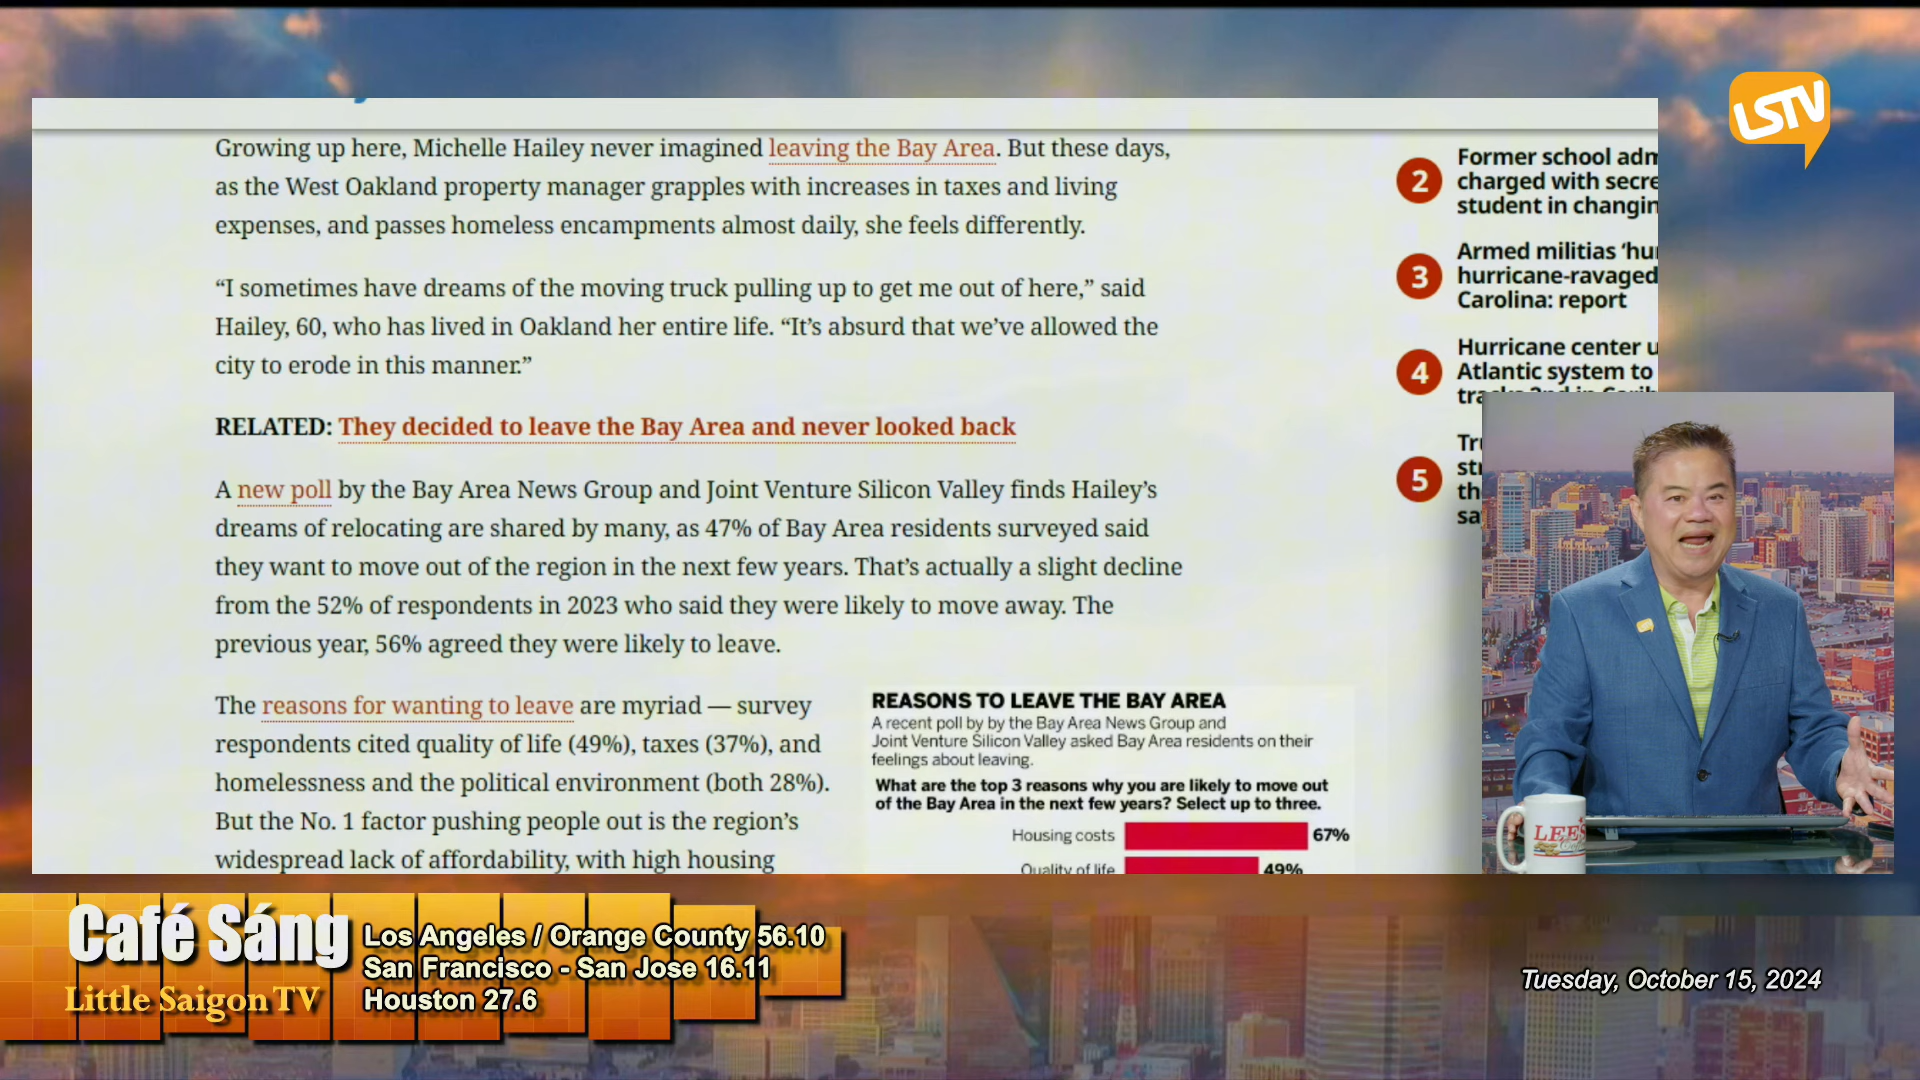 LSTV
Growing up here, Michelle Hailey never imagined leaving the Bay Area. But these days,
as the West Oakland property manager grapples with increases in taxes and living
expenses, and passes homeless encampments almost daily, she feels differently.
“I sometimes have dreams of the moving truck pulling up to get me out of here,” said
Hailey, 60, who has lived in Oakland her entire life. “It’s absurd that we’ve allowed the
city to erode in this manner.”
RELATED: They decided to leave the Bay Area and never looked back
A new poll by the Bay Area News Group and Joint Venture Silicon Valley finds Hailey’s
dreams of relocating are shared by many, as 47% of Bay Area residents surveyed said
they want to move out of the region in the next few years. That’s actually a slight decline
from the 52% of respondents in 2023 who said they were likely to move away. The
previous year, 56% agreed they were likely to leave.
The reasons for wanting to leave are myriad — survey
respondents cited quality of life (49%), taxes (37%), and
homelessness and the political environment (both 28%).
But the No. 1 factor pushing people out is the region’s
widespread lack of affordability, with high housing
REASONS TO LEAVE THE BAY AREA
A recent poll by by the Bay Area News Group and
Joint Venture Silicon Valley asked Bay Area residents on their
feelings about leaving.
What are the top 3 reasons why you are likely to move out
of the Bay Area in the next few years? Select up to three.
Housing costs 67%
Quality of life 49%
2
Former school adm
charged with secre
student in changin
3
Armed militias ‘hu
hurricane-ravaged
Carolina: report
4
Hurricane center u
Atlantic system to
5
Tru
str
the
sa
LEE'S
Café Sáng
Little Saigon TV
Los Angeles / Orange County 56.10
San Francisco - San Jose 16.11
Houston 27.6
Tuesday, October 15, 2024